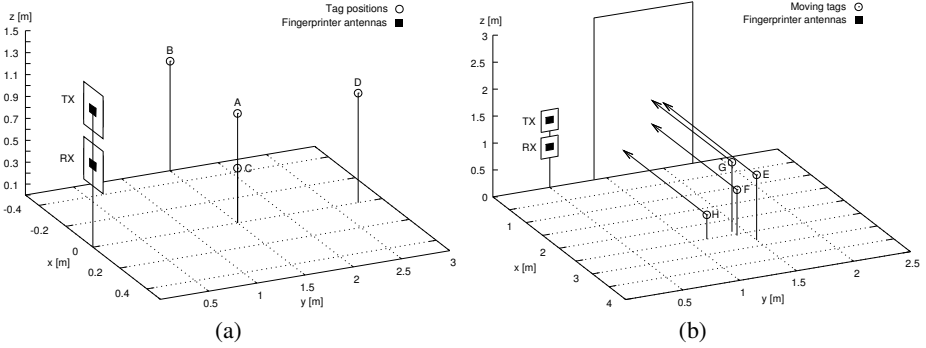 z [m]
1.5
1.3
1.1
0.9
0.7
0.5
0.3
0.1
-0.4
-0.2
0
0.2
0.4
x [m]
0.5
1
1.5
2
2.5
3
y [m]
Tag positions
Fingerprinter antennas
TX
RX
A
B
C
D
(a)
z [m]
3
2.5
2
1.5
1
0.5
0
1
2
3
4
x [m]
0.5
1
1.5
2
2.5
y [m]
Moving tags
Fingerprinter antennas
TX
RX
G
E
F
H
(b)